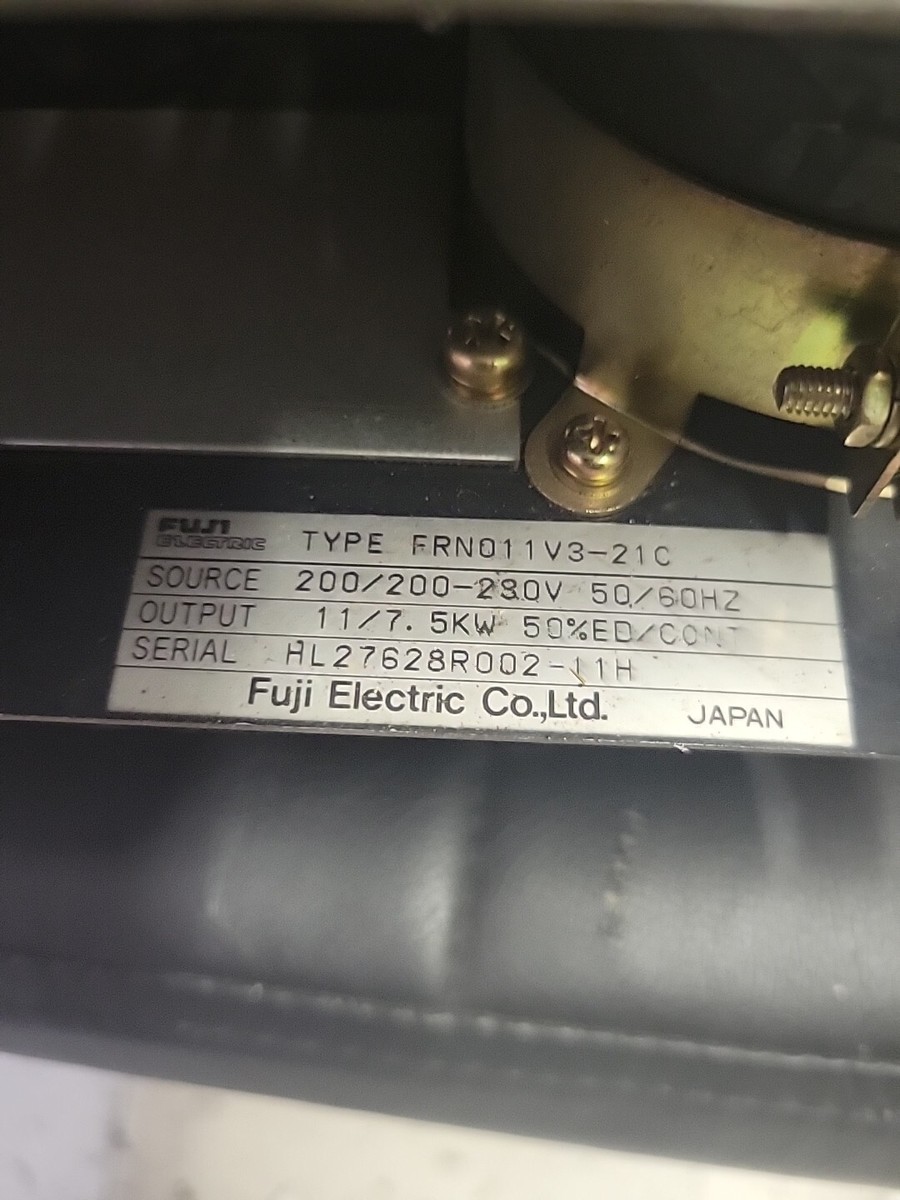 FUJI ELECTRIC TYPE FRN011V3-21C
SOURCE 200/200-230V 50/60HZ
OUTPUT 11/7.5KW 50%ED/CONT
SERIAL HL27628R002-11H
Fuji Electric Co.,Ltd. JAPAN